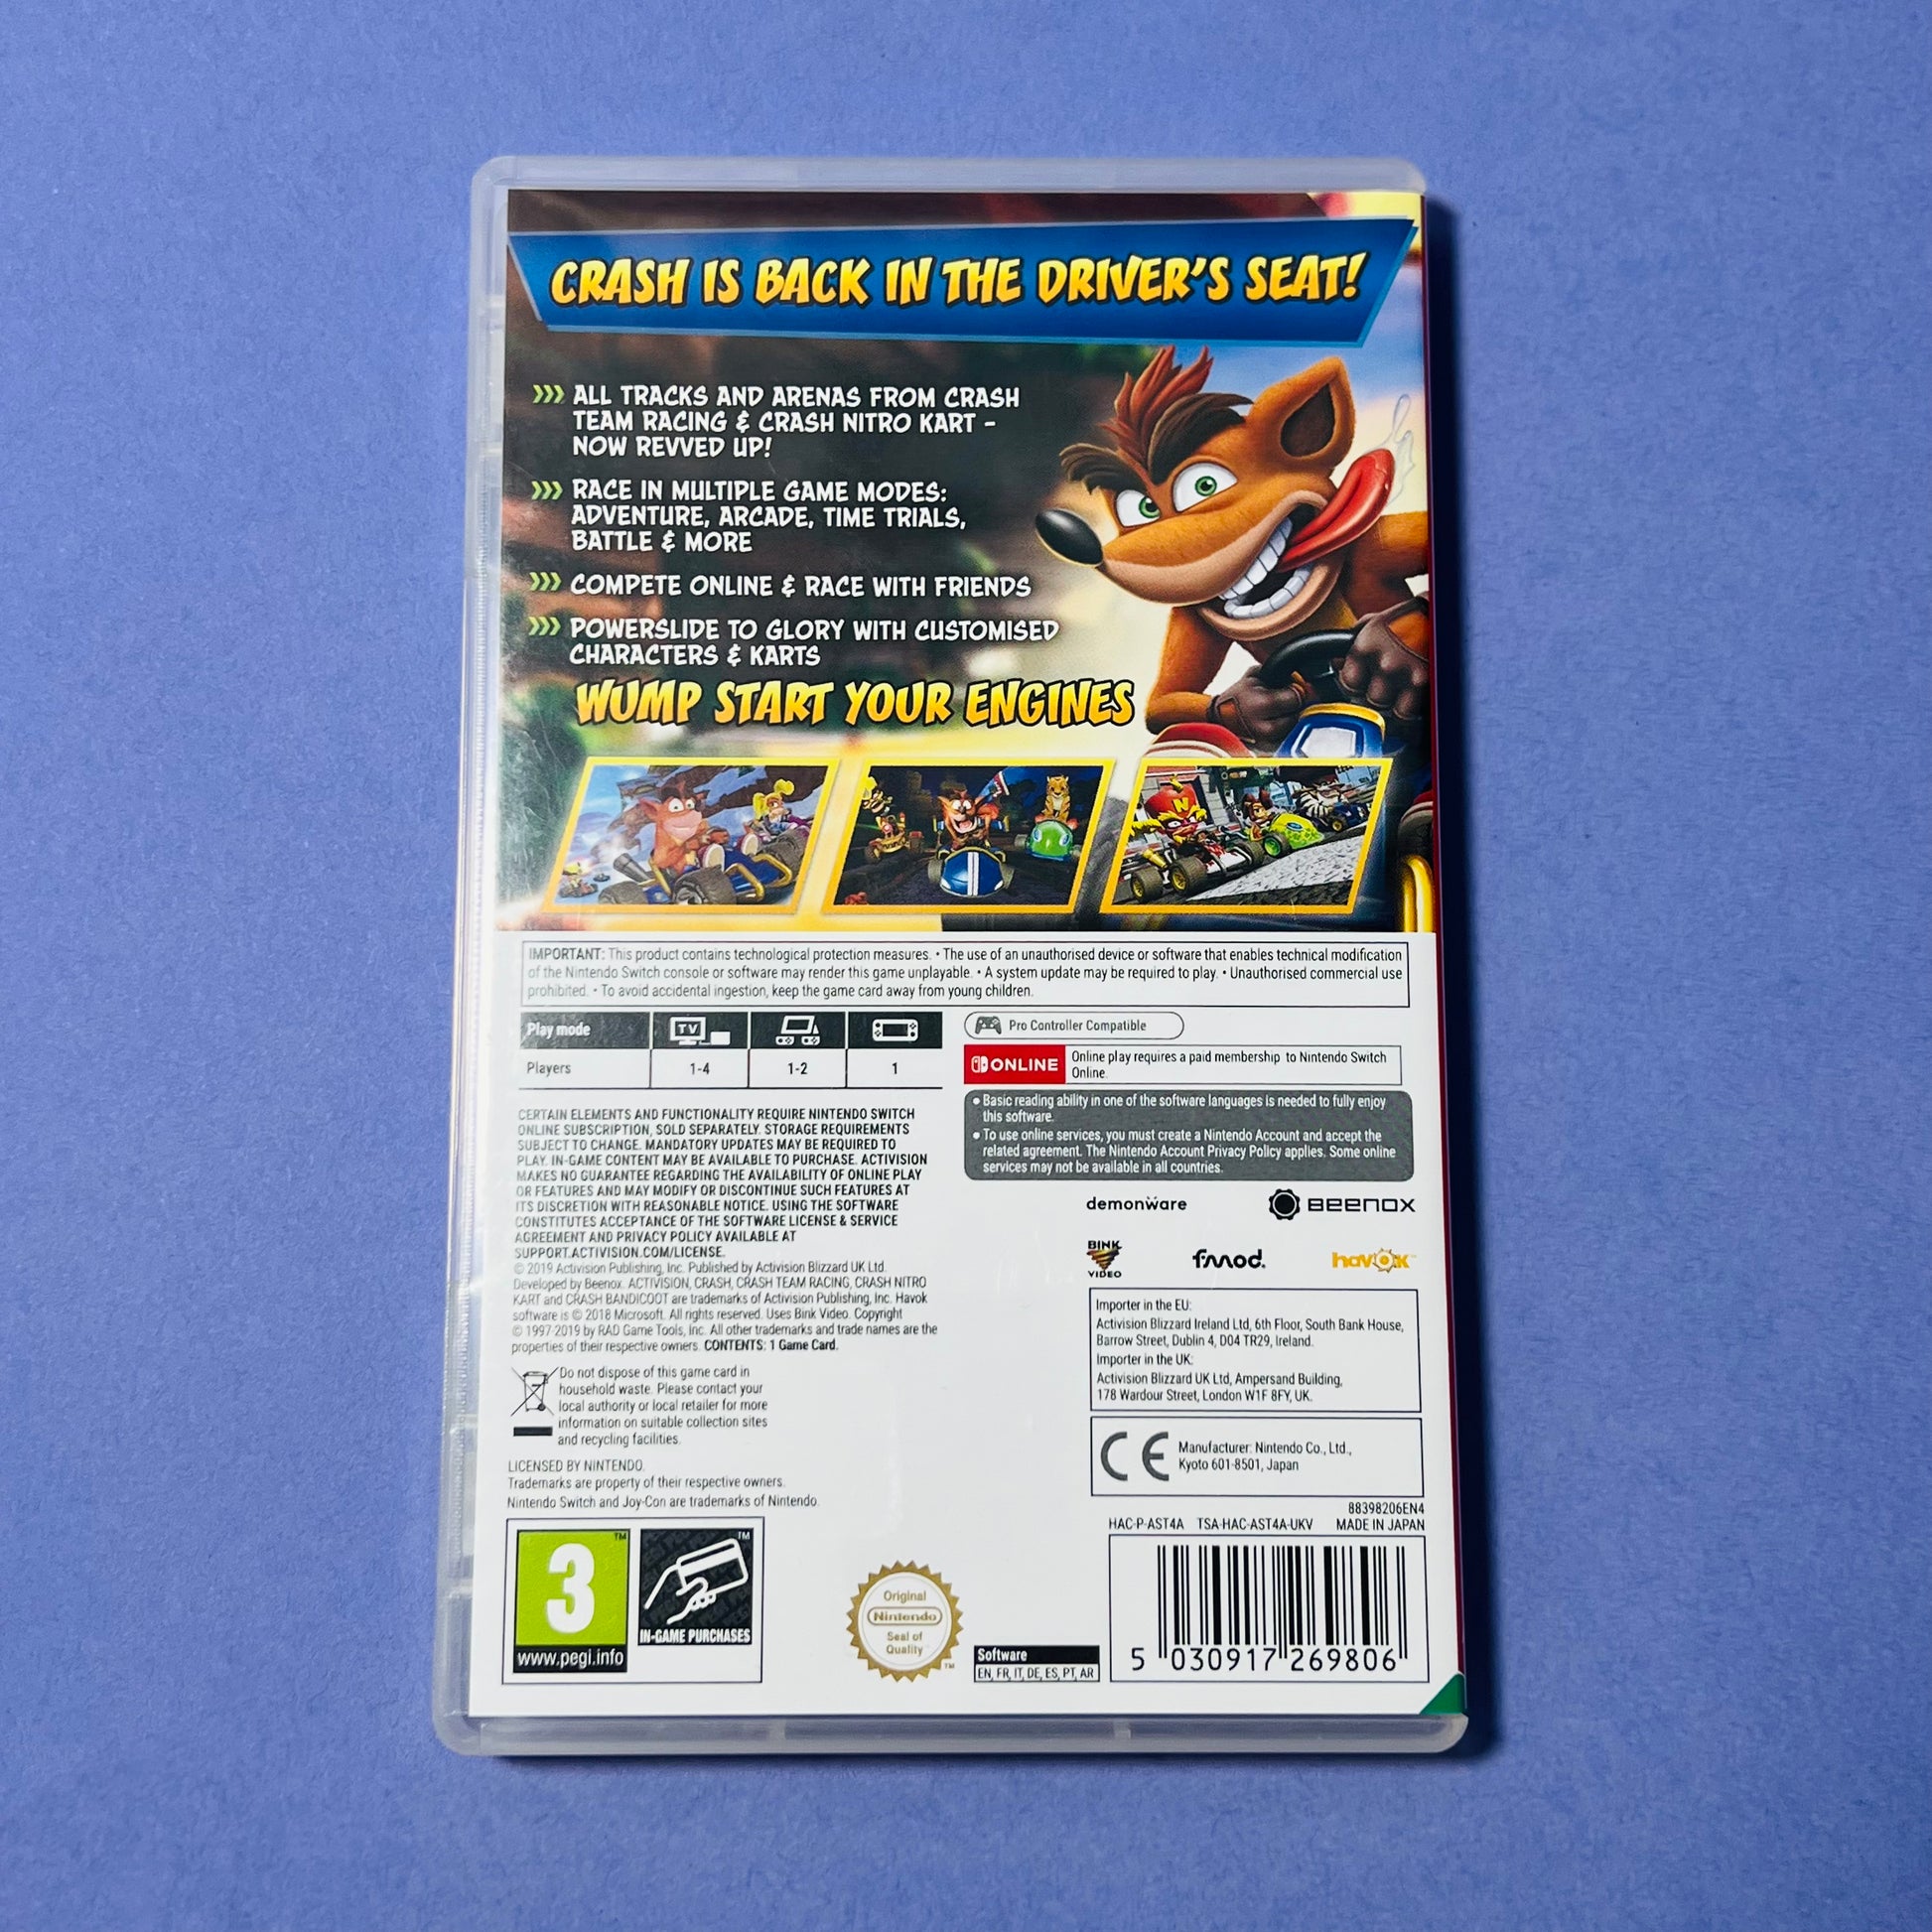 CRASH IS BACK IN THE DRIVER'S SEAT!
ALL TRACKS AND ARENAS FROM CRASH
TEAM RACING & CRASH NITRO KART –
NOW REVVED UP!
RACE IN MULTIPLE GAME MODES:
ADVENTURE, ARCADE, TIME TRIALS,
BATTLE & MORE
COMPETE ONLINE & RACE WITH FRIENDS
POWERSLIDE TO GLORY WITH CUSTOMISED
CHARACTERS & KARTS
WUMP START YOUR ENGINES
N
IMPORTANT: This product contains technological protection measures. • The use of an unauthorised device or software that enables technical modification
of the Nintendo Switch console or software may render this game unplayable. • A system update may be required to play. • Unauthorised commercial use
prohibited. • To avoid accidental ingestion, keep the game card away from young children.
Play mode TV
Players 1-4 1-2 1
Pro Controller Compatible
ONLINE
Online play requires a paid membership to Nintendo Switch
Online.
• Basic reading ability in one of the software languages is needed to fully enjoy
this software.
• To use online services, you must create a Nintendo Account and accept the
related agreement. The Nintendo Account Privacy Policy applies. Some online
services may not be available in all countries.
CERTAIN ELEMENTS AND FUNCTIONALITY REQUIRE NINTENDO SWITCH
ONLINE SUBSCRIPTION, SOLD SEPARATELY. STORAGE REQUIREMENTS
SUBJECT TO CHANGE. MANDATORY UPDATES MAY BE REQUIRED TO
PLAY. IN-GAME CONTENT MAY BE AVAILABLE TO PURCHASE. ACTIVISION
MAKES NO GUARANTEE REGARDING THE AVAILABILITY OF ONLINE PLAY
OR FEATURES AND MAY MODIFY OR DISCONTINUE SUCH FEATURES AT
ITS DISCRETION WITH REASONABLE NOTICE. USING THE SOFTWARE
CONSTITUTES ACCEPTANCE OF THE SOFTWARE LICENSE & SERVICE
AGREEMENT AND PRIVACY POLICY AVAILABLE AT
SUPPORT.ACTIVISION.COM/LICENSE.
© 2019 Activision Publishing, Inc. Published by Activision Blizzard UK Ltd.
Developed by Beenox. ACTIVISION, CRASH, CRASH TEAM RACING, CRASH NITRO
KART and CRASH BANDICOOT are trademarks of Activision Publishing, Inc. Havok
software is © 2018 Microsoft. All rights reserved. Uses Bink Video. Copyright
© 1997-2019 by RAD Game Tools, Inc. All other trademarks and trade names are the
properties of their respective owners. CONTENTS: 1 Game Card.
Do not dispose of this game card in
household waste. Please contact your
local authority or local retailer for more
information on suitable collection sites
and recycling facilities.
LICENSED BY NINTENDO.
Trademarks are property of their respective owners.
Nintendo Switch and Joy-Con are trademarks of Nintendo.
demonware BEENOX
BINK
VIDEO
fmod.
havok™
Importer in the EU:
Activision Blizzard Ireland Ltd, 6th Floor, South Bank House,
Barrow Street, Dublin 4, D04 TR29, Ireland.
Importer in the UK:
Activision Blizzard UK Ltd, Ampersand Building,
178 Wardour Street, London W1F 8FY, UK.
CE
Manufacturer: Nintendo Co., Ltd.,
Kyoto 601-8501, Japan
88398206EN4
HAC-P-AST4A TSA-HAC-AST4A-UKV MADE IN JAPAN
3™
www.pegi.info
™
IN-GAME PURCHASES
Original
Nintendo
Seal of
Quality
™
Software
EN, FR, IT, DE, ES, PT, AR
5 030917 269806